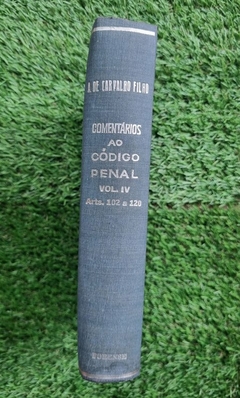 A. DE CARVALHO FILHO
COMENTÁRIOS
AO
CÓDIGO
PENAL
VOL. IV
Arts. 102 a 120